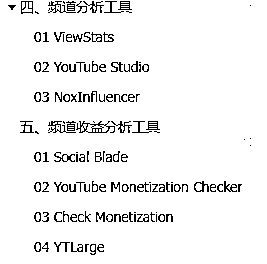 四、频道分析工具
01 ViewStats
02 YouTube Studio
03 NoxInfluencer
五、频道收益分析工具
01 Social Blade
02 YouTube Monetization Checker
03 Check Monetization
04 YTLarge